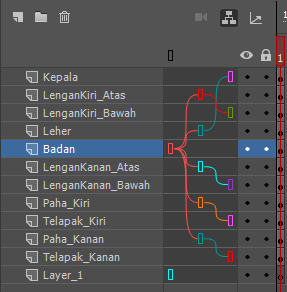 1
Kepala
LenganKiri_Atas
LenganKiri_Bawah
Leher
Badan
LenganKanan_Atas
LenganKanan_Bawah
Paha_Kiri
Telapak_Kiri
Paha_Kanan
Telapak_Kanan
Layer_1